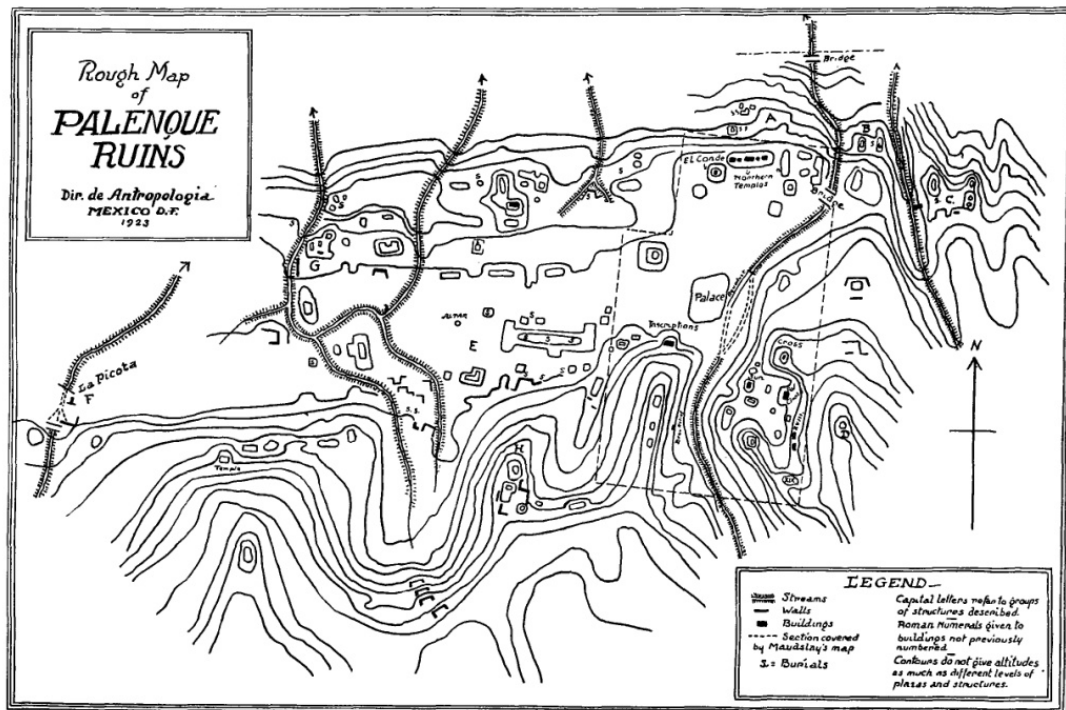 Rough Map
of
PALENQUE
RUINS
Dir. de Antropologia
MEXICO D.F.
1923
Bridge
A
B
El Conde
Northern
Temples
C
Bridge
G
Palace
Altar
E
Inscriptions
Cross
La Picota
F
D
Temple
H
XIX
N
LEGEND—
Streams
Walls
Buildings
Section covered
by Maudslay's map
S = Burials
Capital letters refer to groups
of structures described.
Roman Numerals given to
buildings not previously
numbered
Contours do not give altitudes
as much as different levels of
plazas and structures.